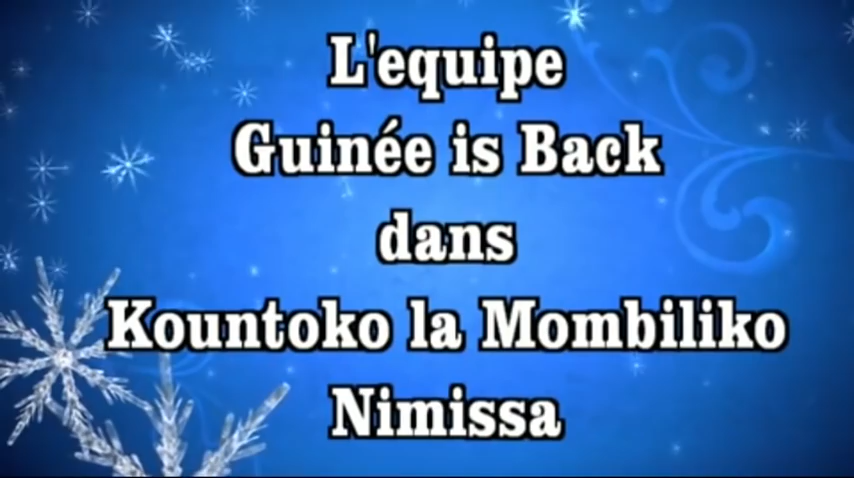 L'equipe
Guinée is Back
dans
Kountoko la Mombiliko
Nimissa